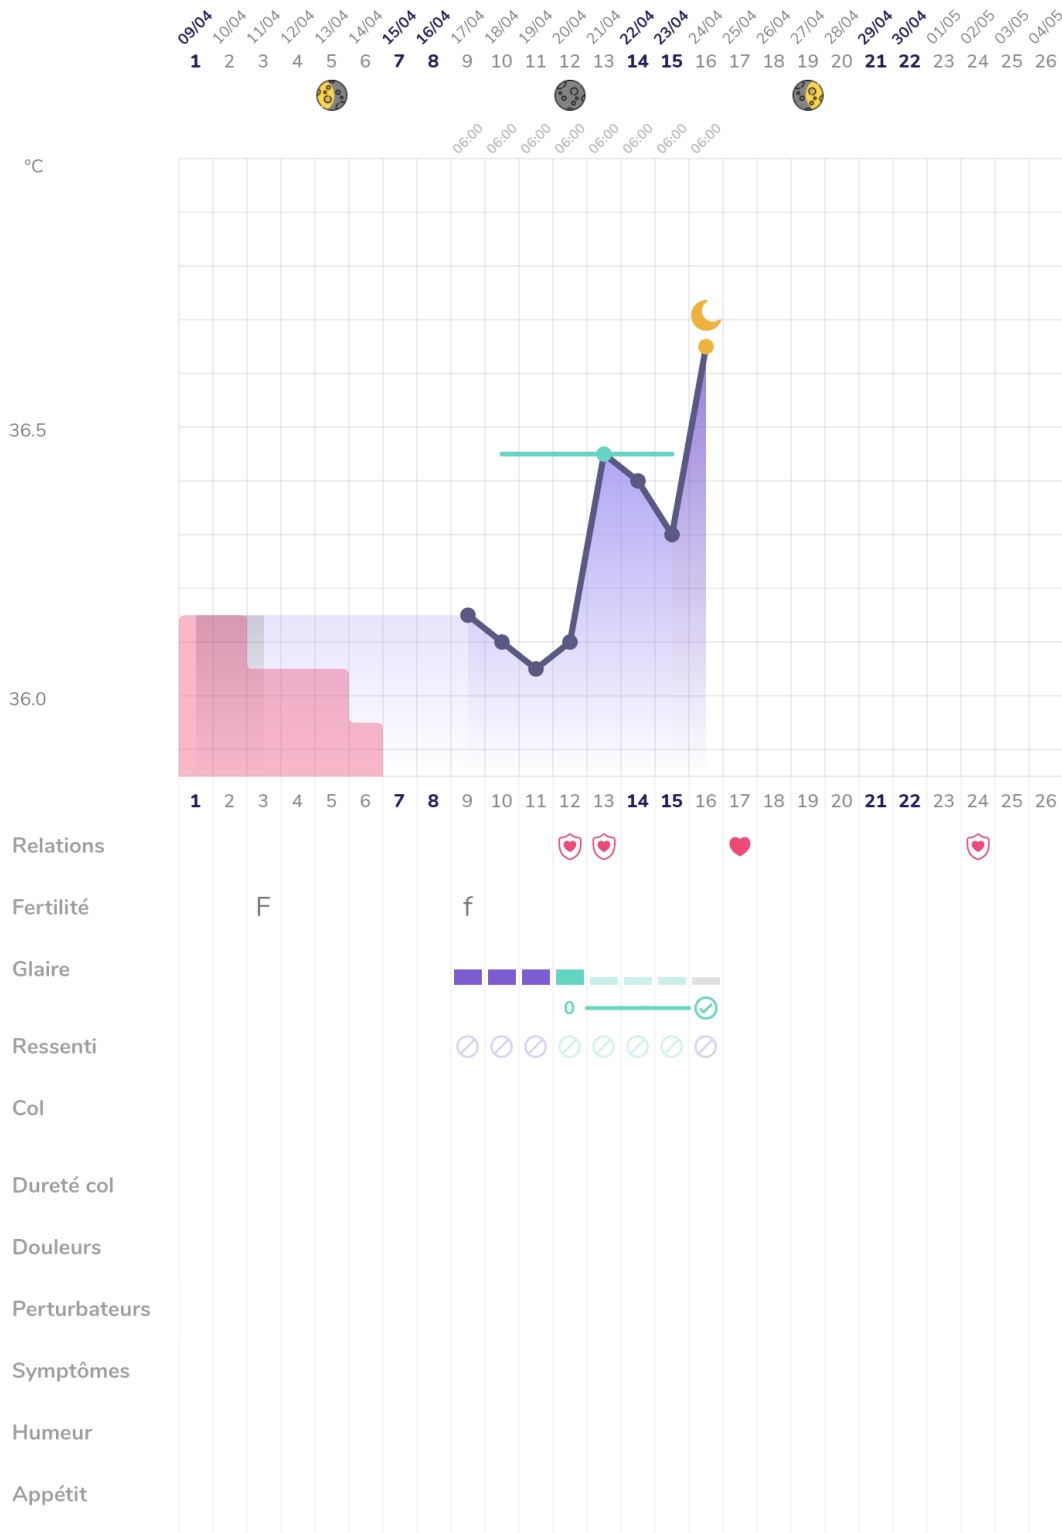 09/04 10/04 11/04 12/04 13/04 14/04 15/04 16/04 17/04 18/04 19/04 20/04 21/04 22/04 23/04 24/04 25/04 26/04 27/04 28/04 29/04 30/04 01/05 02/05 03/05 04/05
1 2 3 4 5 6 7 8 9 10 11 12 13 14 15 16 17 18 19 20 21 22 23 24 25 26
06:00 06:00 06:00 06:00 06:00 06:00 06:00 06:00
°C
36.5
36.0
1 2 3 4 5 6 7 8 9 10 11 12 13 14 15 16 17 18 19 20 21 22 23 24 25 26
Relations
Fertilité F f
Glaire
0
Ressenti
Col
Dureté col
Douleurs
Perturbateurs
Symptômes
Humeur
Appétit